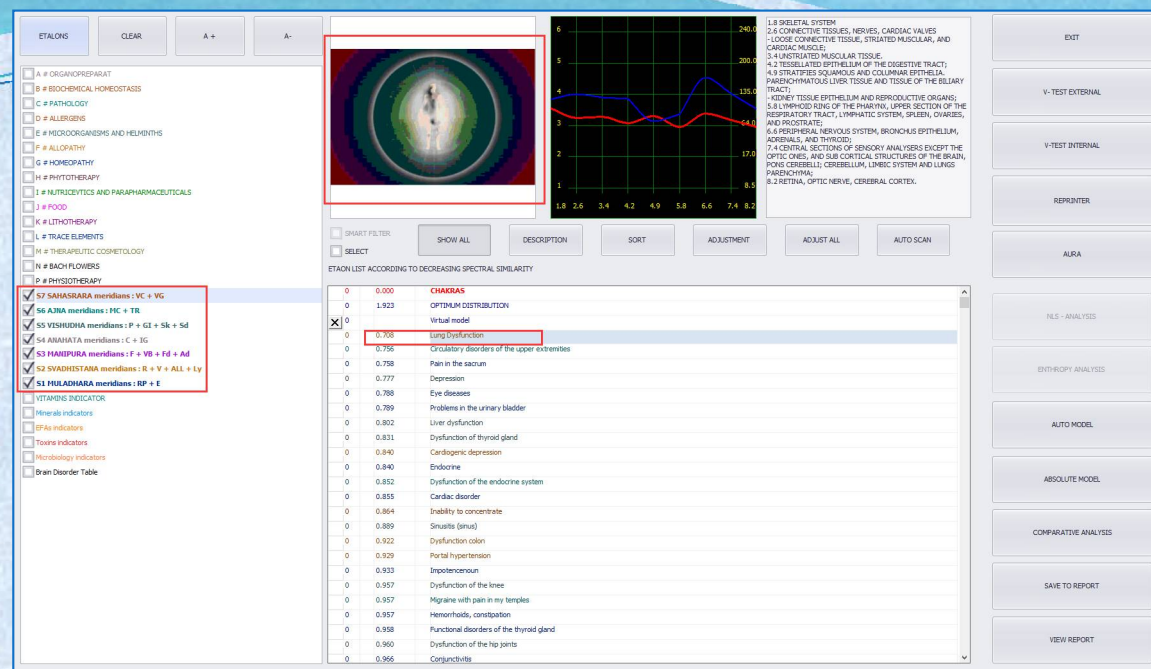 ETALONS
CLEAR
A +
A-
A # ORGANOPREPARAT
B # BIOCHEMICAL HOMEOSTASIS
C # PATHOLOGY
D # ALLERGENS
E # MICROORGANISMS AND HELMINTHS
F # ALLOPATHY
G # HOMEOPATHY
H # PHYTOTHERAPY
I # NUTRICEVTICS AND PARAPHARMACEUTICALS
J # FOOD
K # LITHOTHERAPY
L # TRACE ELEMENTS
M # THERAPEUTIC COSMETOLOGY
N # BACH FLOWERS
P # PHYSIOTHERAPY
S7 SAHASRARA meridians : VC + VG
S6 AJNA meridians : MC + TR
S5 VISHUDHA meridians : P + GI + Sk + Sd
S4 ANAHATA meridians : C + IG
S3 MANIPURA meridians : F + VB + Fd + Ad
S2 SVADHISTANA meridians : R + V + ALL + Ly
S1 MULADHARA meridians : RP + E
VITAMINS INDICATOR
Minerals indicators
EFAs indicators
Toxins indicators
Microbiology indicators
Brain Disorder Table
6 240.0
5 200.0
4 135.0
3 64.0
2 17.0
1 8.5
1.8 2.6 3.4 4.2 4.9 5.8 6.6 7.4 8.2
1.8 SKELETAL SYSTEM
2.6 CONNECTIVE TISSUES, NERVES, CARDIAC VALVES
- LOOSE CONNECTIVE TISSUE, STRIATED MUSCULAR, AND
CARDIAC MUSCLE;
3.4 UNSTRIATED MUSCULAR TISSUE.
4.2 TESSELLATED EPITHELIUM OF THE DIGESTIVE TRACT;
4.9 STRATIFIES SQUAMOUS AND COLUMNAR EPITHELIA.
PARENCHYMATOUS LIVER TISSUE AND TISSUE OF THE BILIARY
TRACT;
- KIDNEY TISSUE EPITHELIUM AND REPRODUCTIVE ORGANS;
5.8 LYMPHOID RING OF THE PHARYNX, UPPER SECTION OF THE
RESPIRATORY TRACT, LYMPHATIC SYSTEM, SPLEEN, OVARIES,
AND PROSTRATE;
6.6 PERIPHERAL NERVOUS SYSTEM, BRONCHUS EPITHELIUM,
ADRENALS, AND THYROID;
7.4 CENTRAL SECTIONS OF SENSORY ANALYSERS EXCEPT THE
OPTIC ONES, AND SUB CORTICAL STRUCTURES OF THE BRAIN,
PONS CEREBELLI; CEREBELLUM, LIMEIC SYSTEM AND LUNGS
PARENCHYMA;
8.2 RETINA, OPTIC NERVE, CEREBRAL CORTEX.
SMART FILTER
SELECT
SHOW ALL
DESCRIPTION
SORT
ADJUSTMENT
ADJUST ALL
AUTO SCAN
ETAON LIST ACCORDING TO DECREASING SPECTRAL SIMILARITY
0 0.000 CHAKRAS
0 1.923 OPTIMUM DISTRIBUTION
0 Virtual model
0 0.708 Lung Dysfunction
0 0.756 Circulatory disorders of the upper extremities
0 0.758 Pain in the sacrum
0 0.777 Depression
0 0.788 Eye diseases
0 0.789 Problems in the urinary bladder
0 0.802 Liver dysfunction
0 0.831 Dysfunction of thyroid gland
0 0.840 Cardiogenic depression
0 0.840 Endocrine
0 0.852 Dysfunction of the endocrine system
0 0.855 Cardiac disorder
0 0.864 Inability to concentrate
0 0.889 Sinusitis (sinus)
0 0.922 Dysfunction colon
0 0.929 Portal hypertension
0 0.933 Impotencenoun
0 0.957 Dysfunction of the knee
0 0.957 Migraine with pain in my temples
0 0.957 Hemorrhoids, constipation
0 0.958 Functional disorders of the thyroid gland
0 0.960 Dysfunction of the hip joints
0 0.966 Conjunctivitis
EXIT
V- TEST EXTERNAL
V-TEST INTERNAL
REPRINTER
AURA
NLS - ANALYSIS
ENTHROPY ANALYSIS
AUTO MODEL
ABSOLUTE MODEL
COMPARATIVE ANALYSIS
SAVE TO REPORT
VIEW REPORT